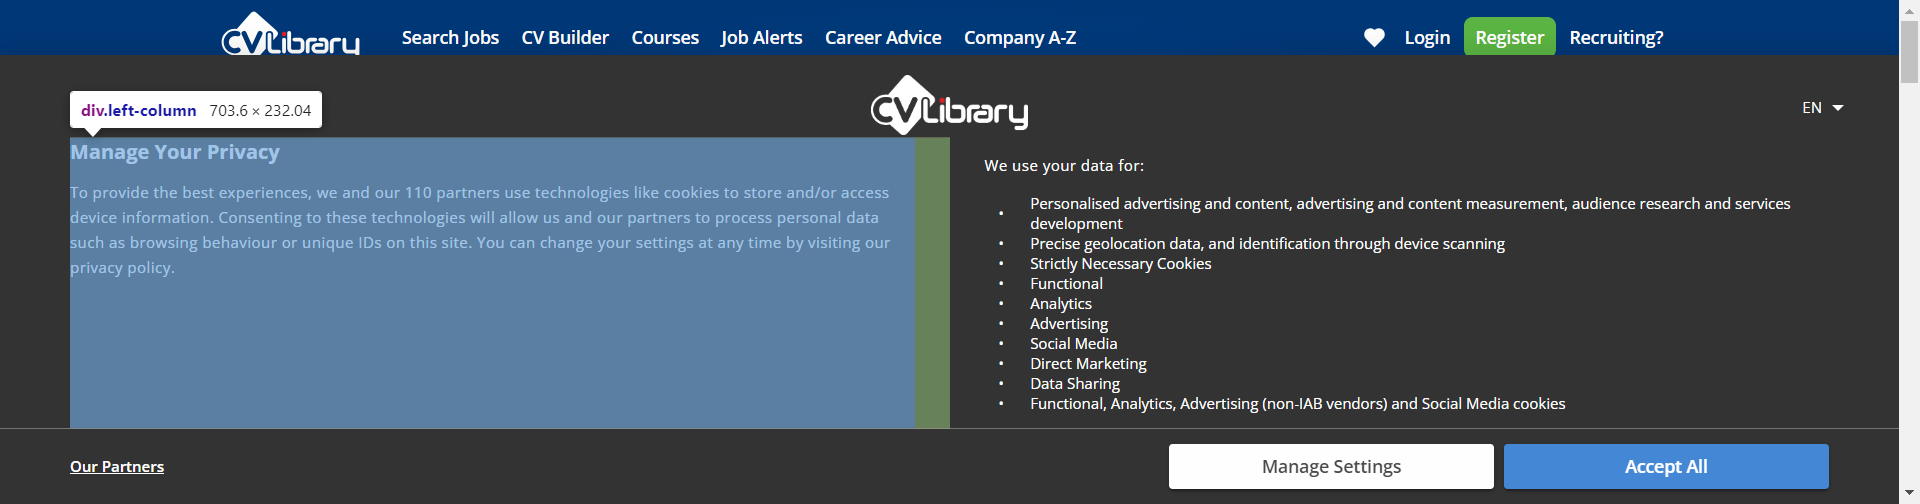 CVLibrary
Search Jobs
CV Builder
Courses
Job Alerts
Career Advice
Company A-Z
Login
Register
Recruiting?
CVLibrary
EN
div.left-column 703.6 × 232.04
Manage Your Privacy
To provide the best experiences, we and our 110 partners use technologies like cookies to store and/or access
device information. Consenting to these technologies will allow us and our partners to process personal data
such as browsing behaviour or unique IDs on this site. You can change your settings at any time by visiting our
privacy policy.
We use your data for:
• Personalised advertising and content, advertising and content measurement, audience research and services
development
• Precise geolocation data, and identification through device scanning
• Strictly Necessary Cookies
• Functional
• Analytics
• Advertising
• Social Media
• Direct Marketing
• Data Sharing
• Functional, Analytics, Advertising (non-IAB vendors) and Social Media cookies
Our Partners
Manage Settings
Accept All